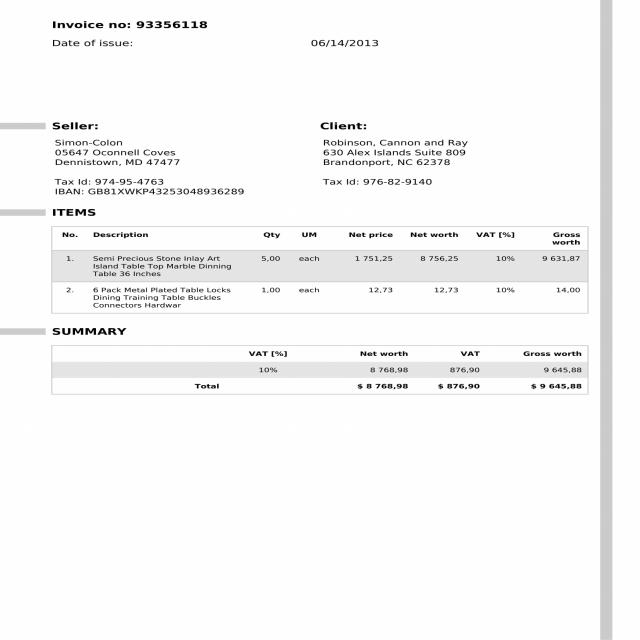 Invoice no: 93356118
Date of issue: 06/14/2013
Seller: Client:
Simon-Colon Robinson, Cannon and Ray
05647 Oconnell Coves 630 Alex Islands Suite 809
Dennistown, MD 47477 Brandonport, NC 62378
Tax Id: 974-95-4763 Tax Id: 976-82-9140
IBAN: GB81XWKP43253048936289
ITEMS
No. Description Qty UM Net price Net worth VAT [%] Gross
worth
1. Semi Precious Stone Inlay Art 5,00 each 1 751,25 8 756,25 10% 9 631,87
Island Table Top Marble Dinning
Table 36 Inches
2. 6 Pack Metal Plated Table Locks 1,00 each 12,73 12,73 10% 14,00
Dining Training Table Buckles
Connectors Hardwar
SUMMARY
VAT [%] Net worth VAT Gross worth
10% 8 768,98 876,90 9 645,88
Total $ 8 768,98 $ 876,90 $ 9 645,88